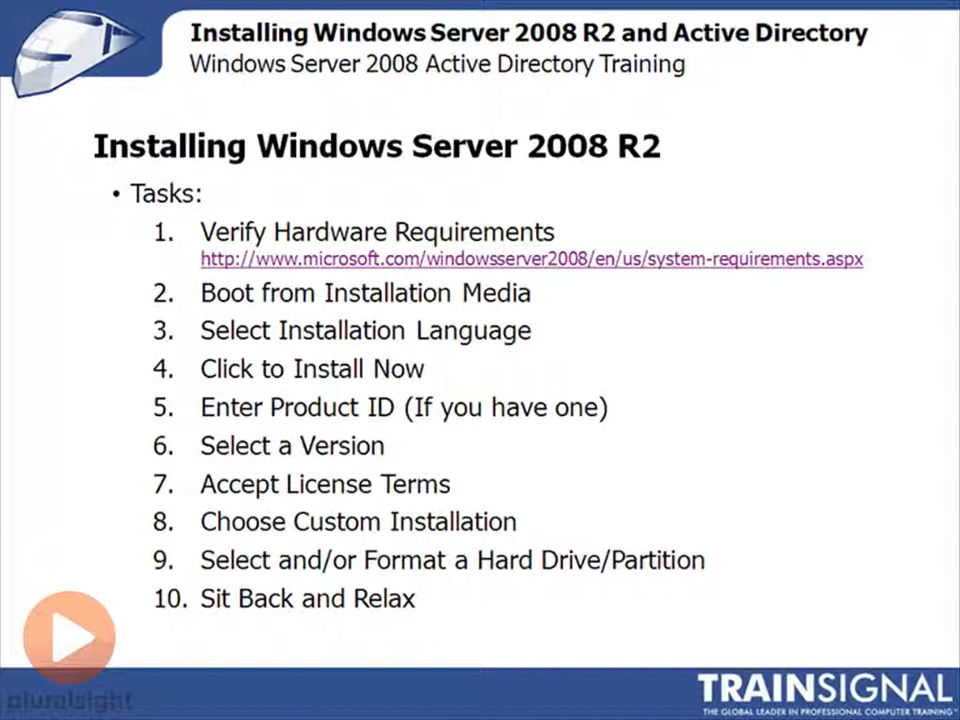 Installing Windows Server 2008 R2 and Active Directory
Windows Server 2008 Active Directory Training
Installing Windows Server 2008 R2
• Tasks:
1. Verify Hardware Requirements
http://www.microsoft.com/windowsserver2008/en/us/system-requirements.aspx
2. Boot from Installation Media
3. Select Installation Language
4. Click to Install Now
5. Enter Product ID (If you have one)
6. Select a Version
7. Accept License Terms
8. Choose Custom Installation
9. Select and/or Format a Hard Drive/Partition
10. Sit Back and Relax
pluralsight
TRAINSIGNAL
THE GLOBAL LEADER IN PROFESSIONAL COMPUTER TRAINING™